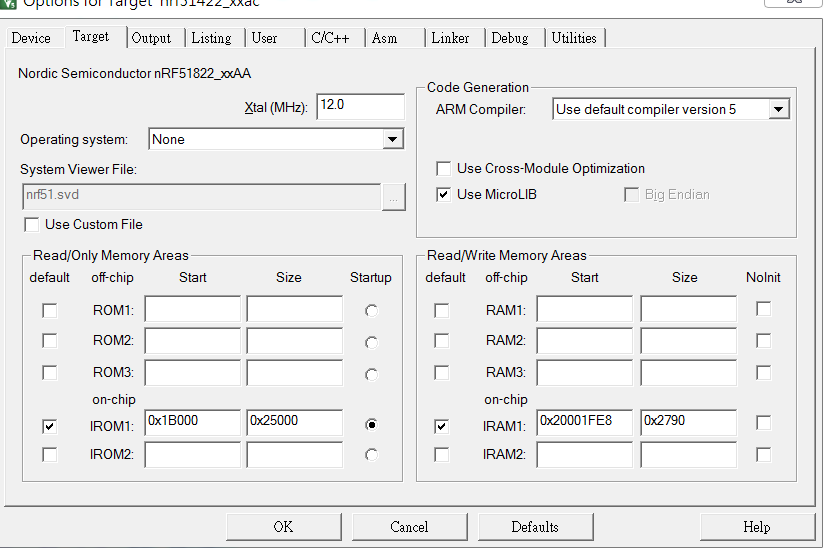 Options for Target 'nrf51422_xxac'
Device Target Output Listing User C/C++ Asm Linker Debug Utilities
Nordic Semiconductor nRF51822_xxAA
Xtal (MHz): 12.0
Operating system: None
System Viewer File:
nrf51.svd ...
Use Custom File
Code Generation
ARM Compiler: Use default compiler version 5
Use Cross-Module Optimization
Use MicroLIB Big Endian
Read/Only Memory Areas
default off-chip Start Size Startup
ROM1:
ROM2:
ROM3:
on-chip
IROM1: 0x1B000 0x25000
IROM2:
Read/Write Memory Areas
default off-chip Start Size NoInit
RAM1:
RAM2:
RAM3:
on-chip
IRAM1: 0x20001FE8 0x2790
IRAM2:
OK Cancel Defaults Help